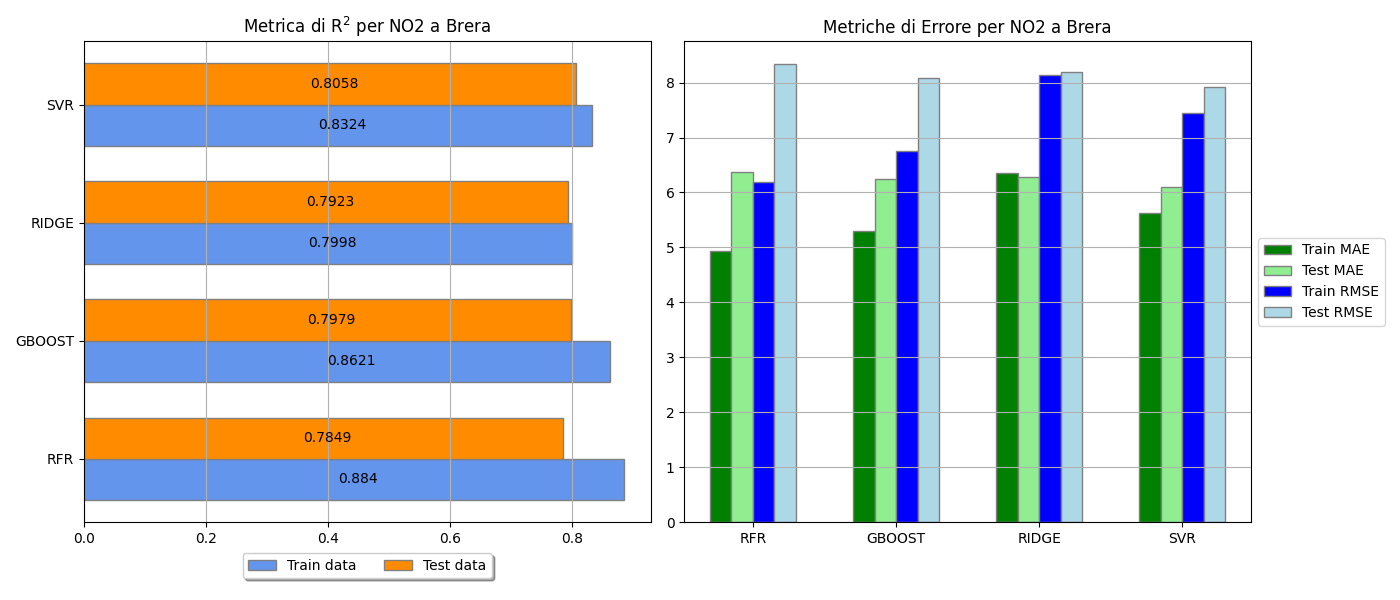 Metrica di R² per NO2 a Brera
SVR
0.8058
0.8324
RIDGE
0.7923
0.7998
GBOOST
0.7979
0.8621
RFR
0.7849
0.884
0.0 0.2 0.4 0.6 0.8
Train data Test data
Metriche di Errore per NO2 a Brera
8
7
6
5
4
3
2
1
0
RFR GBOOST RIDGE SVR
Train MAE
Test MAE
Train RMSE
Test RMSE